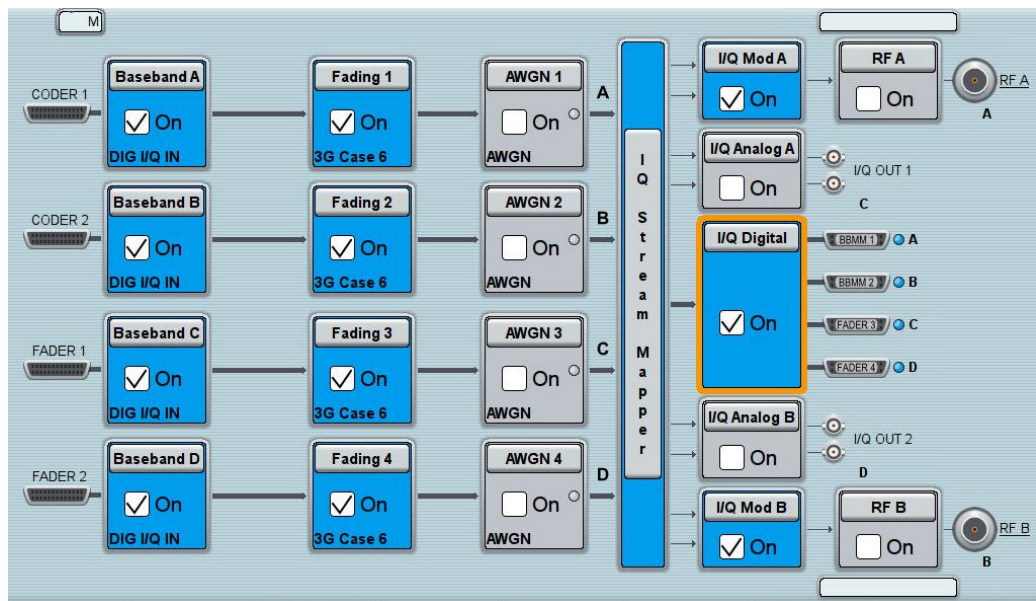 M
Baseband A
Fading 1
AWGN 1
I/Q Mod A
RF A
CODER 1
On
On
On
A
On
On
RF A
A
DIG I/Q IN
3G Case 6
AWGN
Baseband B
Fading 2
AWGN 2
I/Q Analog A
I/Q OUT 1
CODER 2
On
On
On
B
On
C
DIG I/Q IN
3G Case 6
AWGN
IQ Stream Mapper
I/Q Digital
On
BBMM 1
A
BBMM 2
B
FADER 3
C
FADER 4
D
Baseband C
Fading 3
AWGN 3
FADER 1
On
On
On
C
DIG I/Q IN
3G Case 6
AWGN
I/Q Analog B
On
I/Q OUT 2
D
Baseband D
Fading 4
AWGN 4
FADER 2
On
On
On
D
DIG I/Q IN
3G Case 6
AWGN
I/Q Mod B
RF B
On
On
RF B
B